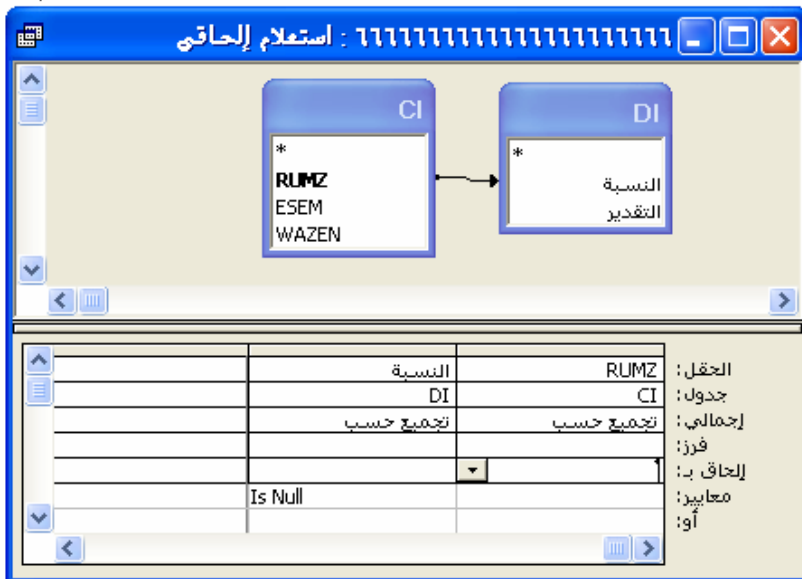 ٦٦٦٦٦٦٦٦٦٦٦٦٦٦٦٦٦٦٦٦٦٦٦ : استعلام إلحاقي
CI
*
RUMZ
ESEM
WAZEN
DI
*
النسبة
التقدير
الحقل: RUMZ النسبة
جدول: CI DI
إجمالي: تجميع حسب تجميع حسب
فرز:
إلحاق بـ:
معايير: Is Null
أو: